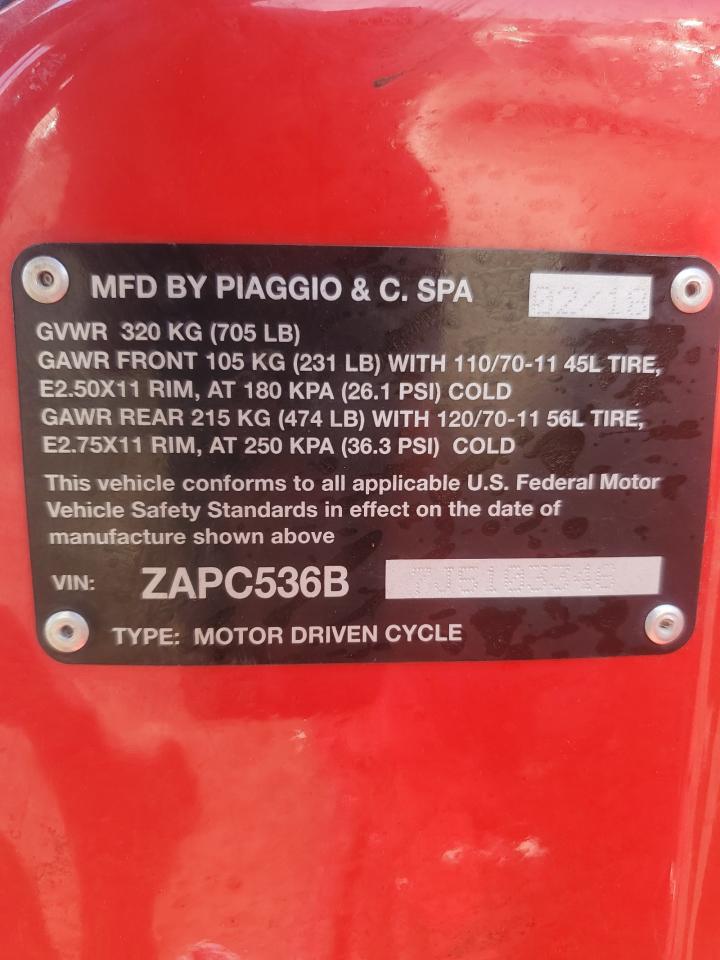 MFD BY PIAGGIO & C. SPA 02/18
GVWR 320 KG (705 LB)
GAWR FRONT 105 KG (231 LB) WITH 110/70-11 45L TIRE,
E2.50X11 RIM, AT 180 KPA (26.1 PSI) COLD
GAWR REAR 215 KG (474 LB) WITH 120/70-11 56L TIRE,
E2.75X11 RIM, AT 250 KPA (36.3 PSI) COLD
This vehicle conforms to all applicable U.S. Federal Motor
Vehicle Safety Standards in effect on the date of
manufacture shown above
VIN: ZAPC536B
TYPE: MOTOR DRIVEN CYCLE